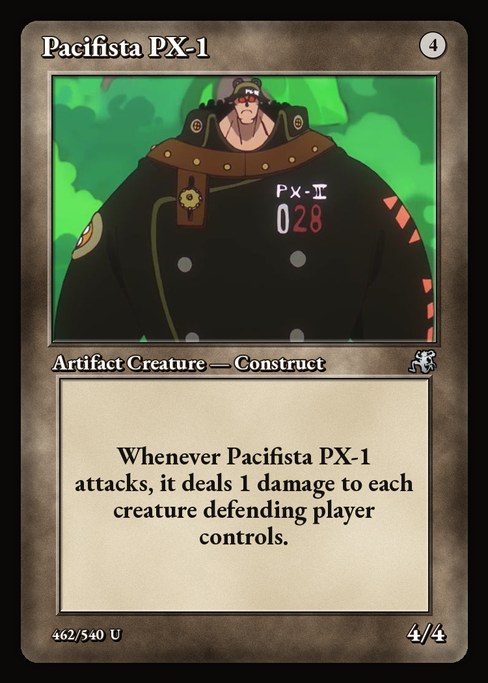 Pacifista PX-1
4
PX-II
028
Artifact Creature — Construct
Whenever Pacifista PX-1
attacks, it deals 1 damage to each
creature defending player
controls.
462/540 U
4/4